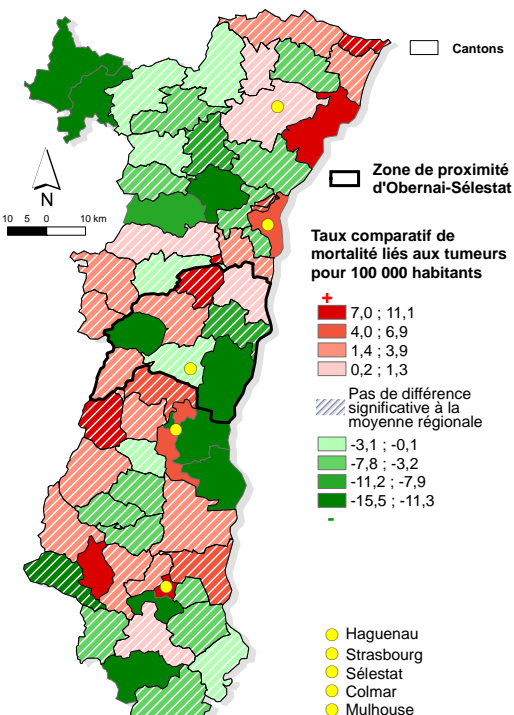 Cantons
Zone de proximité
d'Obernai-Sélestat
N
10 5 0 10 km
Taux comparatif de
mortalité liés aux tumeurs
pour 100 000 habitants
+
7,0 ; 11,1
4,0 ; 6,9
1,4 ; 3,9
0,2 ; 1,3
Pas de différence
significative à la
moyenne régionale
-3,1 ; -0,1
-7,8 ; -3,2
-11,2 ; -7,9
-15,5 ; -11,3
-
Haguenau
Strasbourg
Sélestat
Colmar
Mulhouse